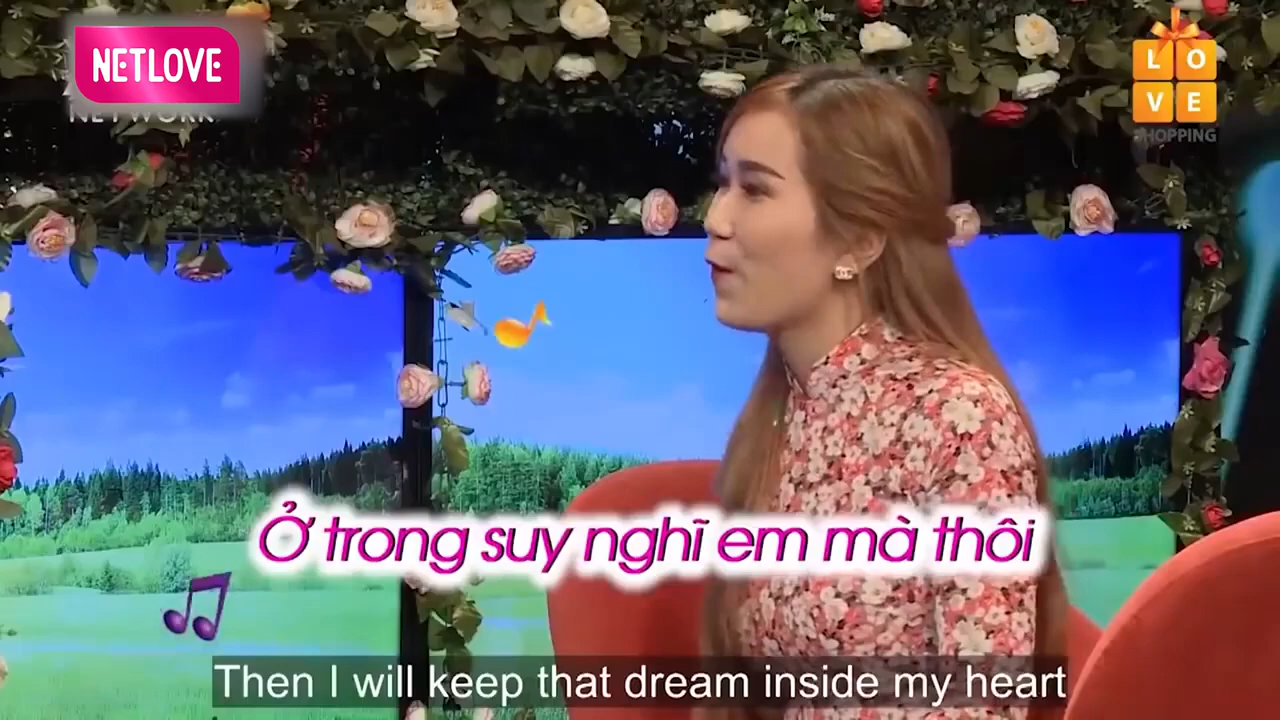 NETLOVE
NETWORK
L O
V E
SHOPPING
Ở trong suy nghĩ em mà thôi
Then I will keep that dream inside my heart